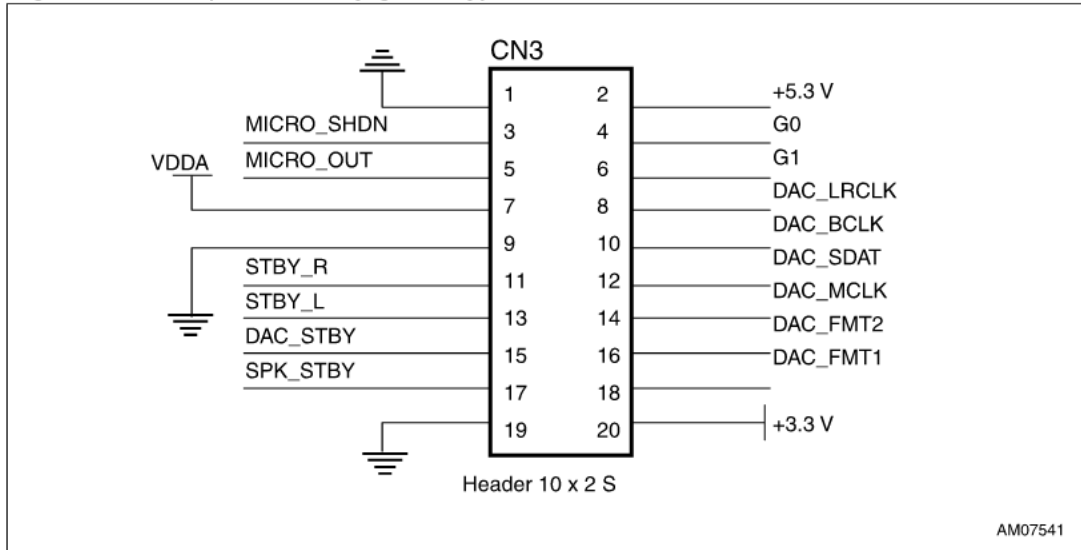 CN3
1 2 +5.3 V
MICRO_SHDN 3 4 G0
VDDA MICRO_OUT 5 6 G1
7 8 DAC_LRCLK
9 10 DAC_BCLK
STBY_R 11 12 DAC_SDAT
STBY_L 13 14 DAC_MCLK
DAC_STBY 15 16 DAC_FMT2
SPK_STBY 17 18 DAC_FMT1
19 20 +3.3 V
Header 10 x 2 S
AM07541